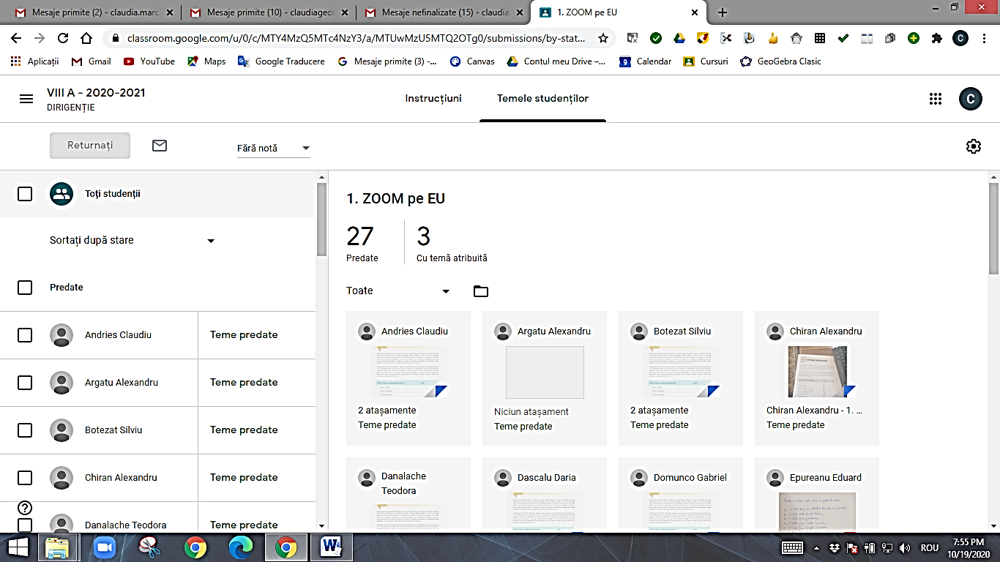 Mesaje primite (2) - claudia.marc
Mesaje primite (10) - claudiageor
Mesaje nefinalizate (15) - claudia
1. ZOOM pe EU
classroom.google.com/u/0/c/MTY4MzQ5MTc4NzY3/a/MTUwMzU5MTQ2OTg0/submissions/by-stat...
Aplicații
Gmail
YouTube
Maps
Google Traducere
Mesaje primite (3) -...
Canvas
Contul meu Drive –...
Calendar
Cursuri
GeoGebra Clasic
VIII A - 2020-2021
DIRIGENȚIE
Instrucțiuni
Temele studenților
C
Returnați
Fără notă
Toți studenții
Sortați după stare
Predate
Andries Claudiu
Teme predate
Argatu Alexandru
Teme predate
Botezat Silviu
Teme predate
Chiran Alexandru
Teme predate
Danalache Teodora
Teme predate
1. ZOOM pe EU
27
Predate
3
Cu temă atribuită
Toate
Andries Claudiu
2 atașamente
Teme predate
Argatu Alexandru
Niciun atașament
Teme predate
Botezat Silviu
2 atașamente
Teme predate
Chiran Alexandru
Chiran Alexandru - 1. ...
Teme predate
Danalache
Teodora
Dascalu Daria
Domunco Gabriel
Epureanu Eduard
ROU
7:55 PM
10/19/2020